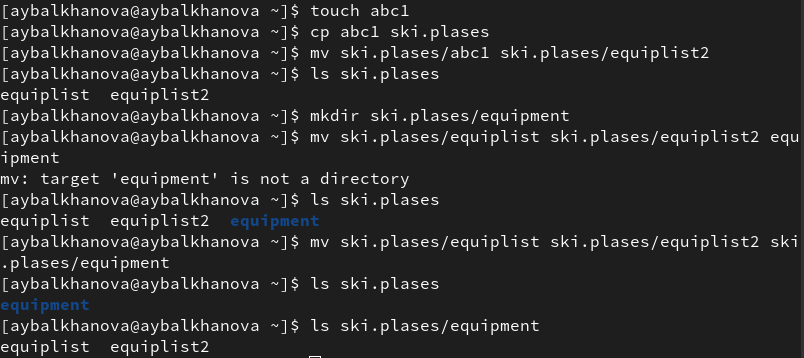 [aybalkhanova@aybalkhanova ~]$ touch abc1
[aybalkhanova@aybalkhanova ~]$ cp abc1 ski.plases
[aybalkhanova@aybalkhanova ~]$ mv ski.plases/abc1 ski.plases/equiplist2
[aybalkhanova@aybalkhanova ~]$ ls ski.plases
equiplist  equiplist2
[aybalkhanova@aybalkhanova ~]$ mkdir ski.plases/equipment
[aybalkhanova@aybalkhanova ~]$ mv ski.plases/equiplist ski.plases/equiplist2 equ
ipment
mv: target 'equipment' is not a directory
[aybalkhanova@aybalkhanova ~]$ ls ski.plases
equiplist  equiplist2  equipment
[aybalkhanova@aybalkhanova ~]$ mv ski.plases/equiplist ski.plases/equiplist2 ski
.plases/equipment
[aybalkhanova@aybalkhanova ~]$ ls ski.plases
equipment
[aybalkhanova@aybalkhanova ~]$ ls ski.plases/equipment
equiplist  equiplist2